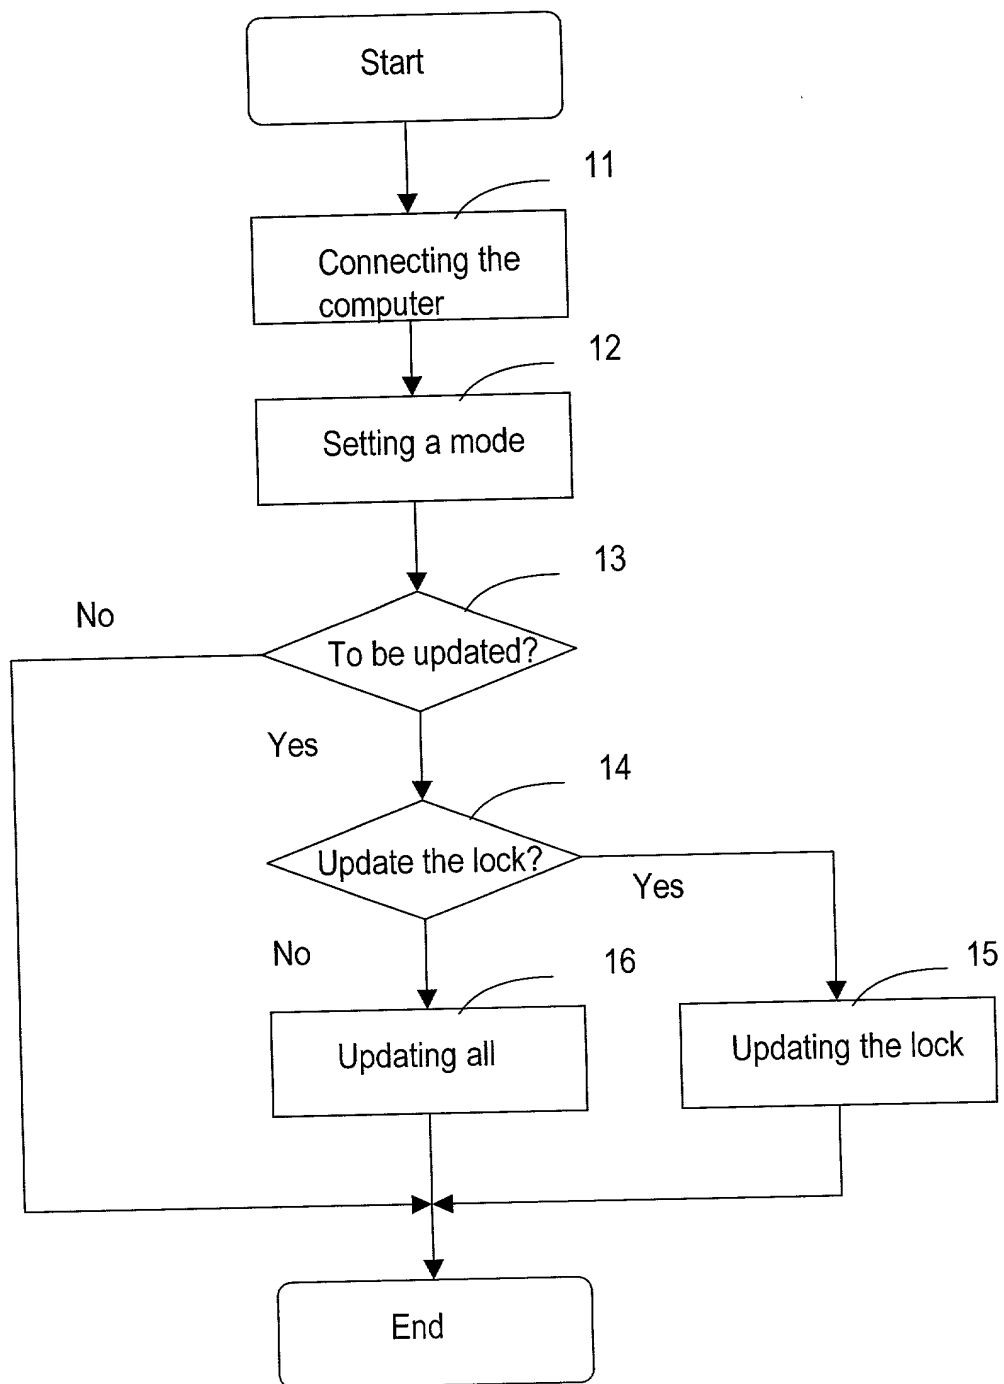 Start
11
Connecting the
computer
12
Setting a mode
13
No
To be updated?
Yes
14
Update the lock?
Yes
No
16
15
Updating all
Updating the lock
End